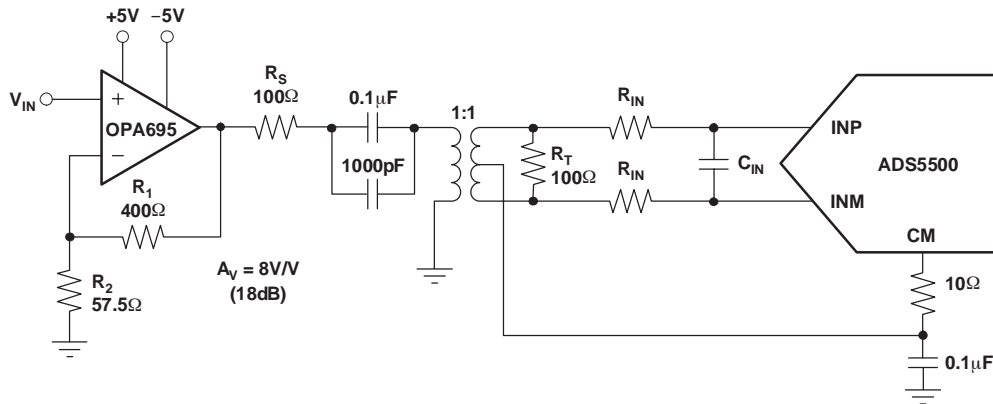 +5V
−5V
V_IN
+
OPA695
−
R_S
100Ω
0.1µF
1000pF
1:1
R_1
400Ω
R_2
57.5Ω
A_V = 8V/V
(18dB)
R_T
100Ω
R_IN
R_IN
C_IN
INP
ADS5500
INM
CM
10Ω
0.1µF